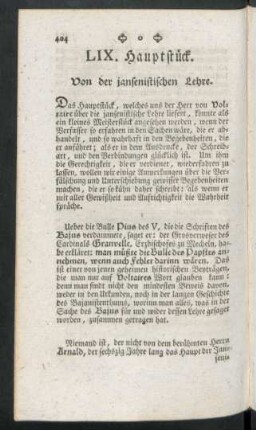 404
LIX. Hauptstück.
Von der jansenistischen Lehre.
Das Hauptstück, welches uns der Herr von Vol-
taire über die jansenistische Lehre liefert, könnte als
ein kleines Meisterstück angesehen werden, wenn der
Verfasser so erfahren in den Sachen wäre, die er ab-
handelt, und so wahrhaft in den Begebenheiten, die
er anführet; als er in dem Ausdrucke, der Schreib-
art, und den Verbindungen glücklich ist. Um ihm
die Gerechtigkeit, die er verdienet, wiederfahren zu
lassen, wollen wir einige Anmerkungen über die Ver-
fälschung und Unterschiebung gewisser Begebenheiten
machen, die er so kühn daher schreibt, als wenn er
mit aller Gewißheit und Aufrichtigkeit die Wahrheit
spräche.
Ueber die Bulle Pius des V, die die Schriften des
Bajus verdammete, saget er: der Großverweser des
Cardinals Granvelle, Erzbischofes zu Mecheln, ha-
be erkläret: man müßte die Bulle des Papstes an-
nehmen, wenn auch Fehler darinn wären. Das
ist einer von jenen geheimen historischen Beyträgen,
die man nur auf Voltaires Wort glauben kann:
denn man findet nicht den mindesten Beweis davon,
weder in den Urkunden, noch in der langen Geschichte
des Bajanistenthums, worinn man alles, was in der
Sache des Bajus für und wider dessen Lehre gesaget
worden, zusammen getragen hat.
Niemand ist, der nicht von dem berühmten Herrn
Arnald, der sechszig Jahre lang das Haupt der Jan-
seni-